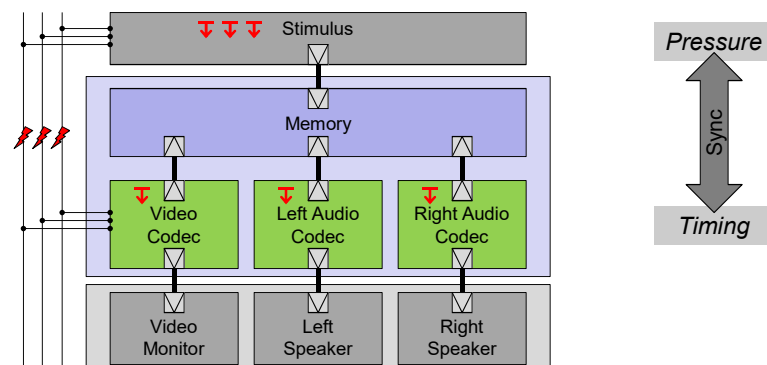 Stimulus
Memory
Video
Codec
Left Audio
Codec
Right Audio
Codec
Video
Monitor
Left
Speaker
Right
Speaker
Pressure
Sync
Timing